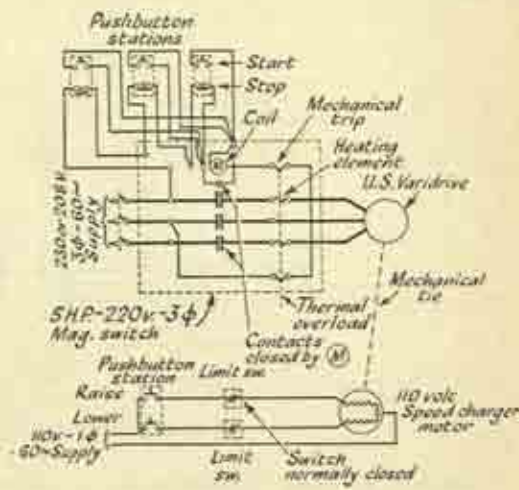 Pushbutton
stations
Start
Stop
Coil
Mechanical
trip
Heating
element
U.S. Varidrive
M
230 or 208V
3φ-60~
Supply
Mechanical
tie
5H.P.-220v.-3φ
Mag. switch
Thermal
overload
Contacts
closed by M
Pushbutton
station
Limit sw.
Raise
Lower
110v-1φ
-60~Supply
110 volt
Speed charger
motor
Limit
sw.
Switch
normally closed